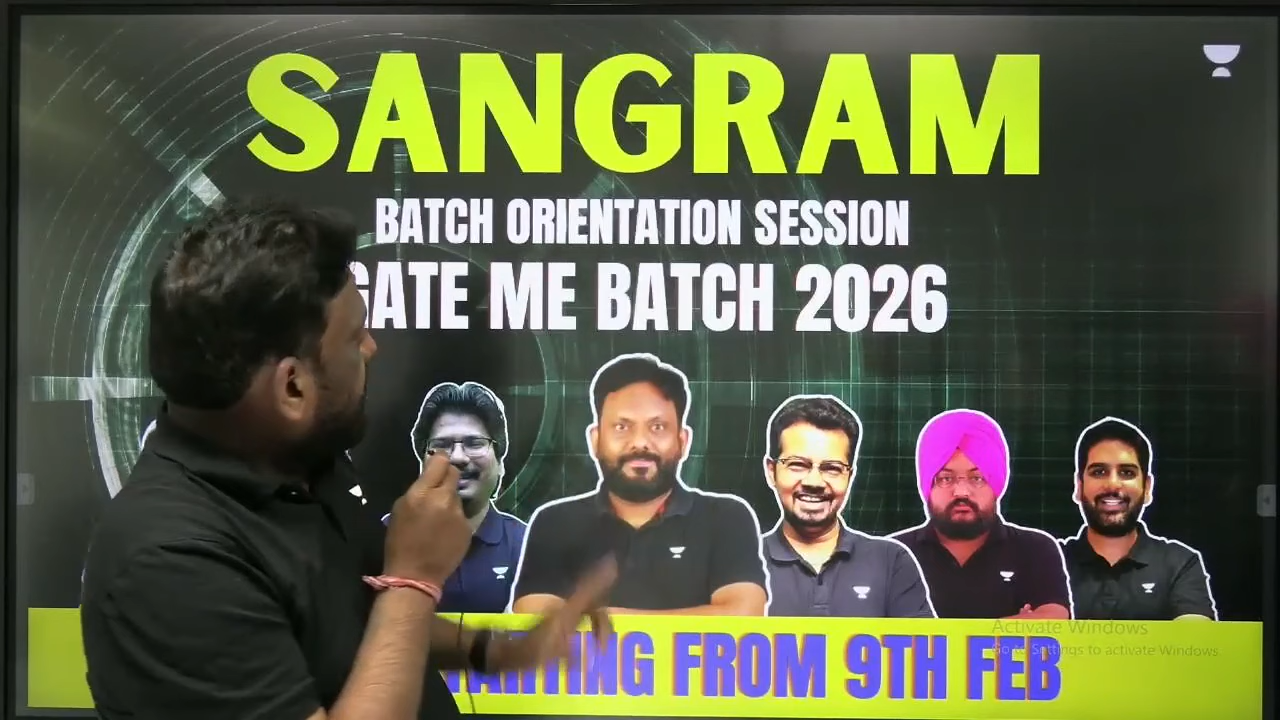 SANGRAM
BATCH ORIENTATION SESSION
GATE ME BATCH 2026
STARTING FROM 9TH FEB
Activate Windows
Go to Settings to activate Windows.